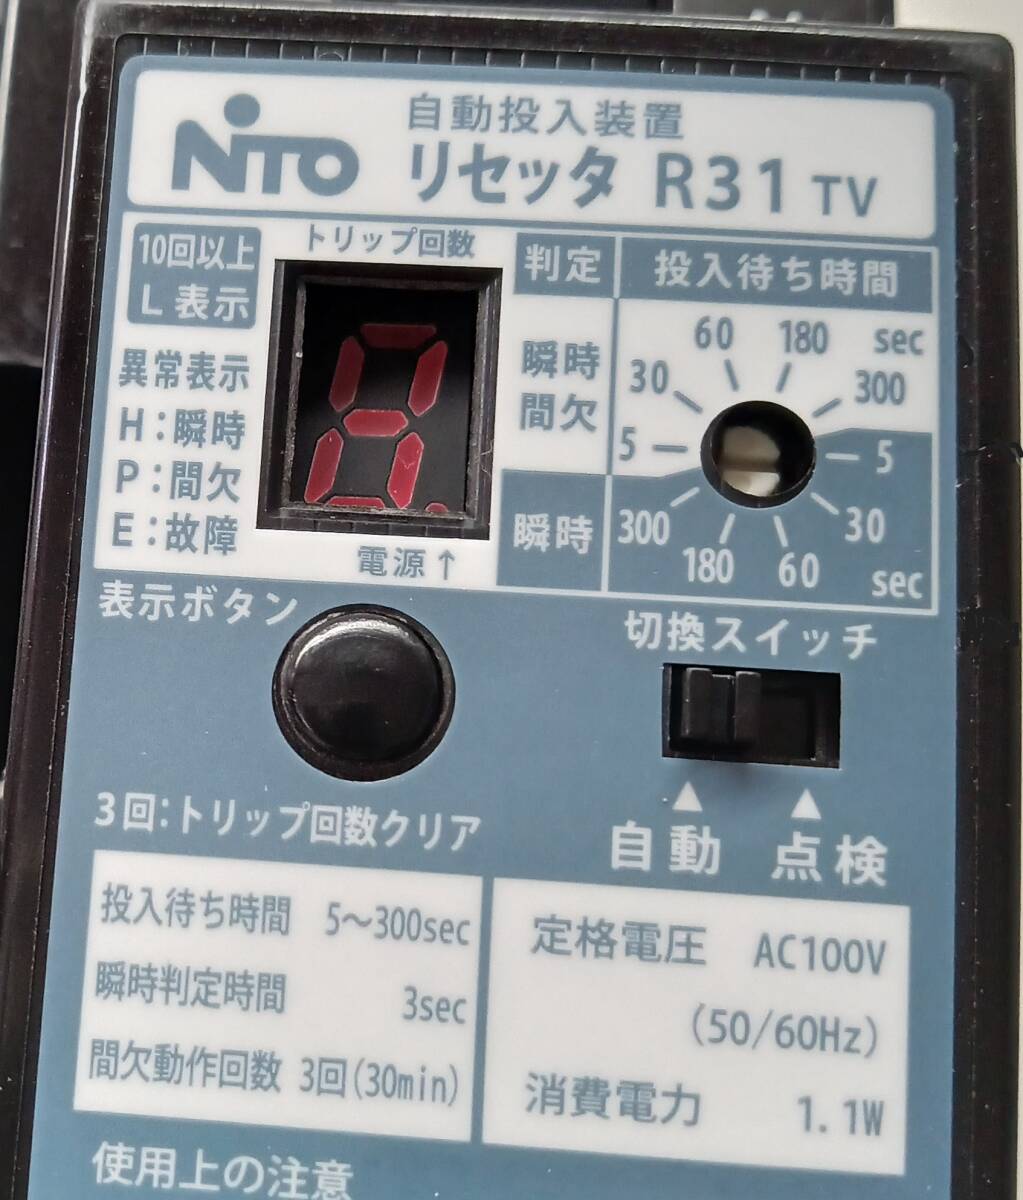 NITO
自動投入装置
リセッタ R31 TV
10回以上
L表示
トリップ回数
異常表示
H:瞬時
P:間欠
E:故障
電源↑
判定
投入待ち時間
瞬時
間欠
5
30
60
180
300
sec
瞬時
5
30
60
180
300
sec
表示ボタン
3回:トリップ回数クリア
切換スイッチ
▲ ▲
自動 点検
投入待ち時間 5～300sec
瞬時判定時間 3sec
間欠動作回数 3回(30min)
定格電圧 AC100V
(50/60Hz)
消費電力 1.1W
使用上の注意